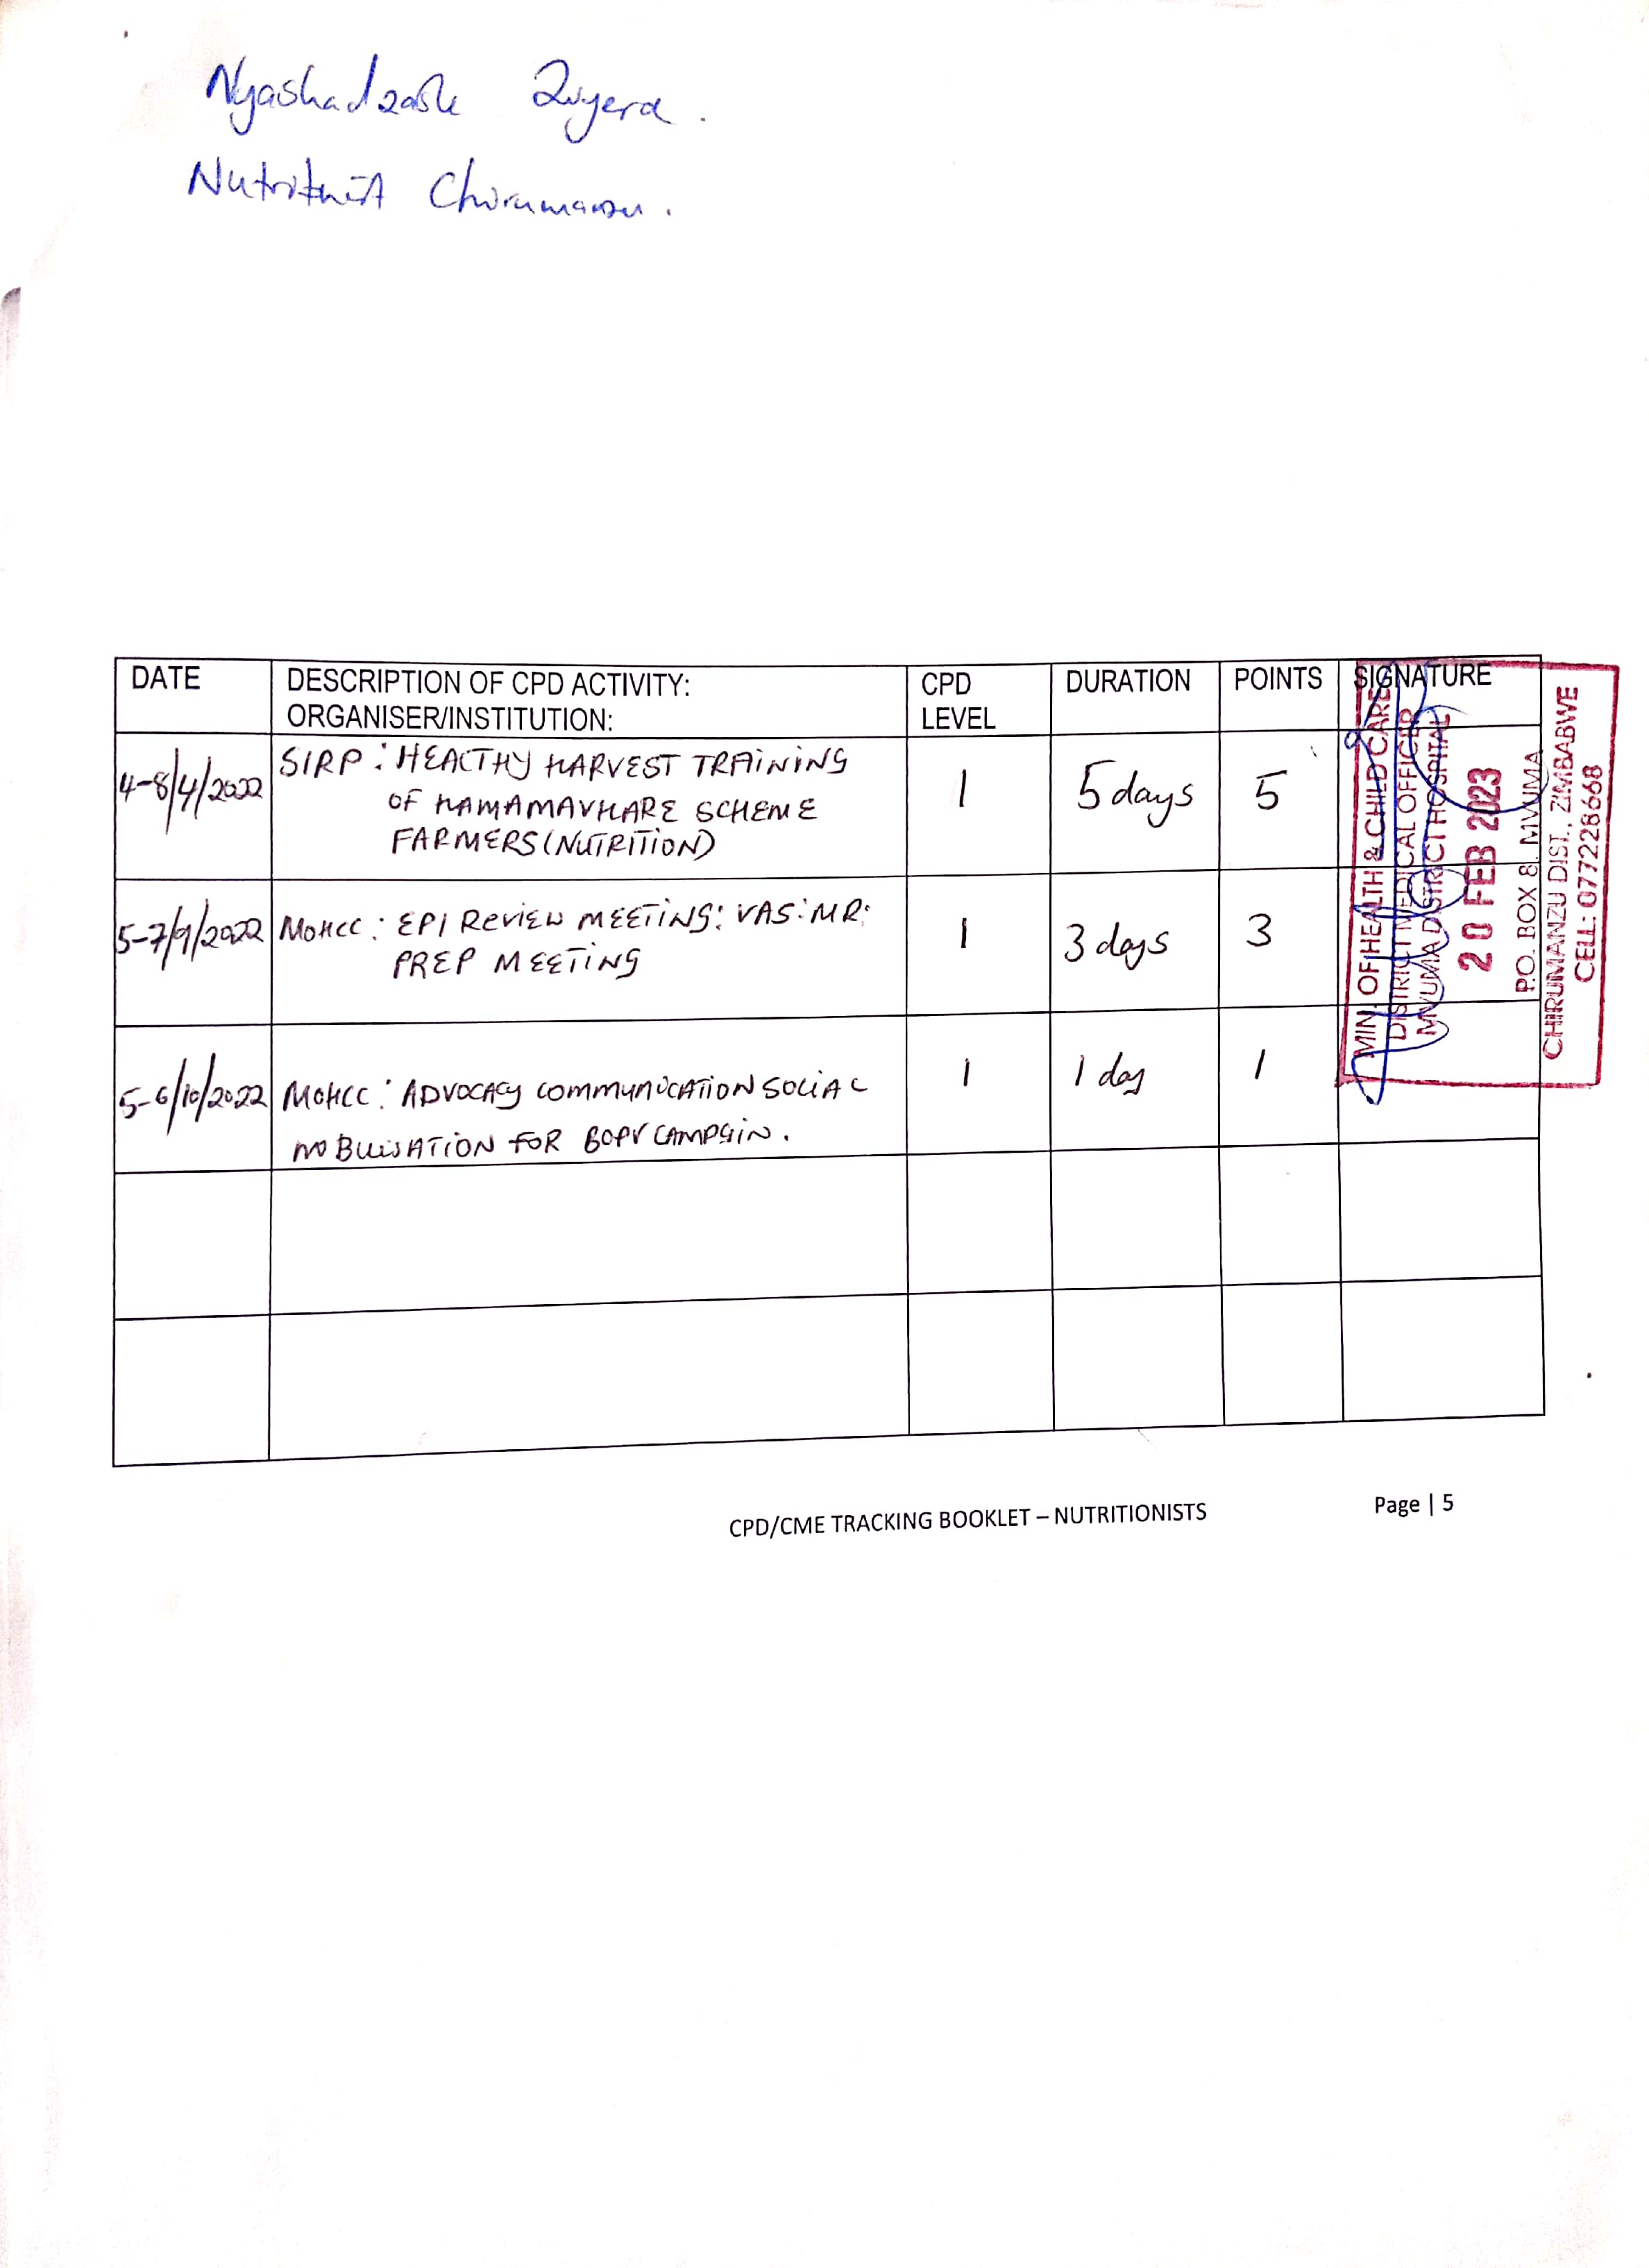 Nyashadzashe Zvyera.
Nutritionist Chirumanzu.
DATE
DESCRIPTION OF CPD ACTIVITY:
ORGANISER/INSTITUTION:
CPD
LEVEL
DURATION
POINTS
SIGNATURE
4-8/4/2022
SIRP: HEALTHY HARVEST TRAINING
OF HAMAMAVHARE SCHEME
FARMERS (NUTRITION)
1
5 days
5
5-7/9/2022
MOHCC: EPI REVIEW MEETING: VAS: MR:
PREP MEETING
1
3 days
3
5-6/10/2022
MOHCC: ADVOCACY COMMUNICATION SOCIAL
MOBILISATION FOR BOPV CAMPAIGN.
1
1 day
1
MIN. OF HEALTH & CHILD CARE
DISTRICT MEDICAL OFFICER
MVUMA DISTRICT HOSPITAL
20 FEB 2023
P.O. BOX 8, MVUMA
CHIRUMANZU DIST., ZIMBABWE
CELL: 0772228668
CPD/CME TRACKING BOOKLET – NUTRITIONISTS
Page | 5